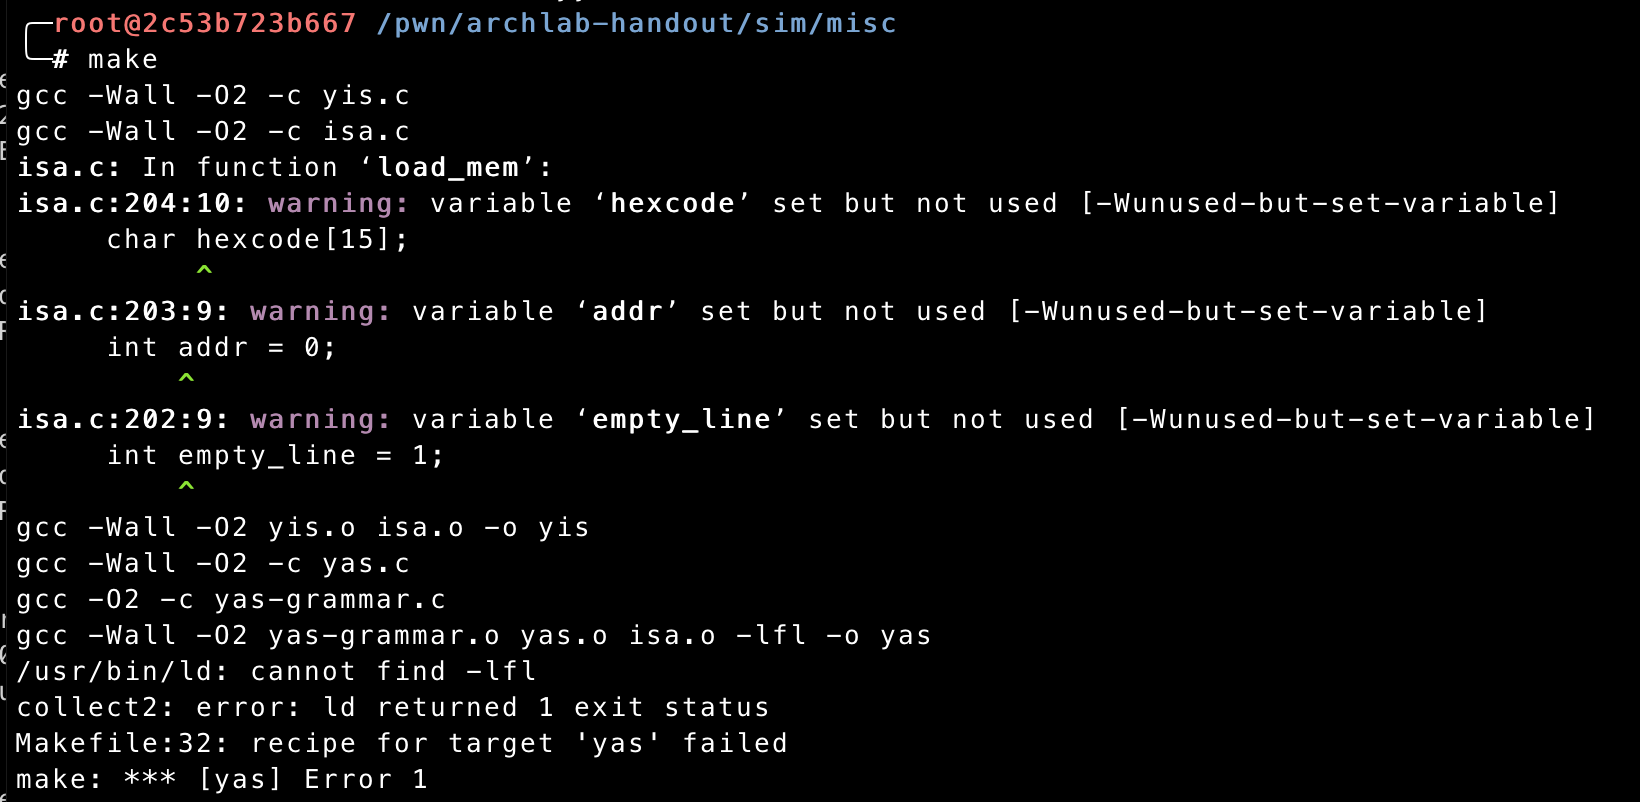 root@2c53b723b667 /pwn/archlab-handout/sim/misc
# make
gcc -Wall -O2 -c yis.c
gcc -Wall -O2 -c isa.c
isa.c: In function ‘load_mem’:
isa.c:204:10: warning: variable ‘hexcode’ set but not used [-Wunused-but-set-variable]
char hexcode[15];
^
isa.c:203:9: warning: variable ‘addr’ set but not used [-Wunused-but-set-variable]
int addr = 0;
^
isa.c:202:9: warning: variable ‘empty_line’ set but not used [-Wunused-but-set-variable]
int empty_line = 1;
^
gcc -Wall -O2 yis.o isa.o -o yis
gcc -Wall -O2 -c yas.c
gcc -O2 -c yas-grammar.c
gcc -Wall -O2 yas-grammar.o yas.o isa.o -lfl -o yas
/usr/bin/ld: cannot find -lfl
collect2: error: ld returned 1 exit status
Makefile:32: recipe for target 'yas' failed
make: *** [yas] Error 1